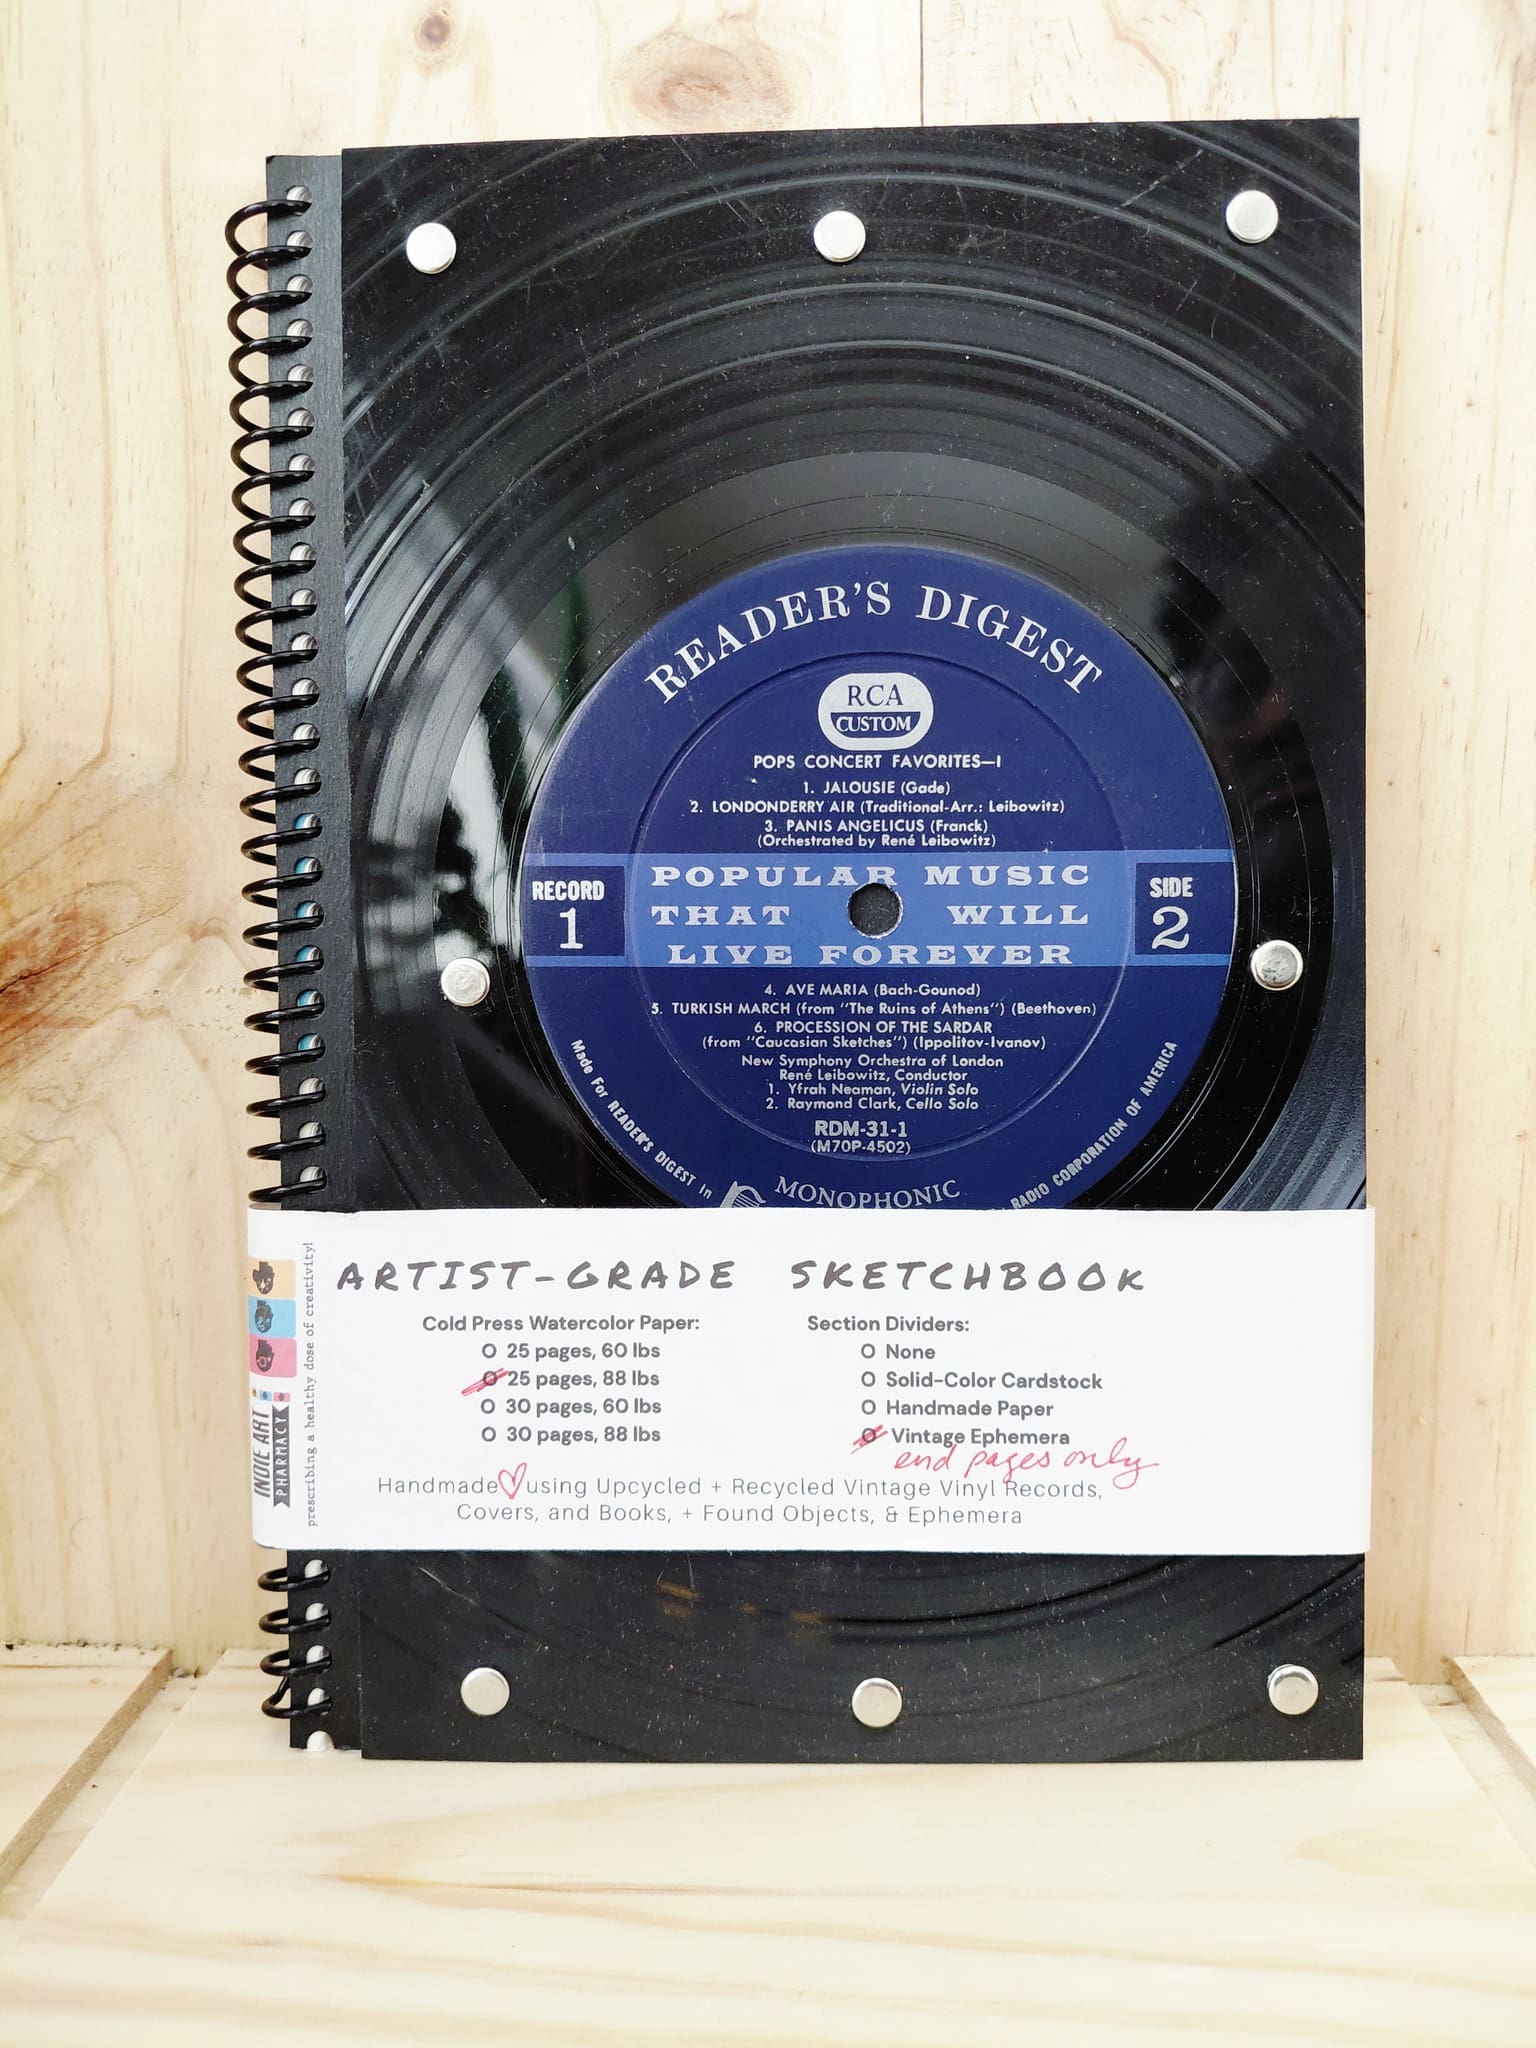 READER'S DIGEST
RCA
CUSTOM
POPS CONCERT FAVORITES—1
1. JALOUSIE (Gade)
2. LONDONDERRY AIR (Traditional-Arr.: Leibowitz)
3. PANIS ANGELICUS (Franck)
(Orchestrated by René Leibowitz)
RECORD
1
POPULAR MUSIC
THAT WILL
LIVE FOREVER
SIDE
2
4. AVE MARIA (Bach-Gounod)
5. TURKISH MARCH (from "The Ruins of Athens") (Beethoven)
6. PROCESSION OF THE SARDAR
(from "Caucasian Sketches") (Ippolitov-Ivanov)
New Symphony Orchestra of London
René Leibowitz, Conductor
1. Yfrah Neaman, Violin Solo
2. Raymond Clark, Cello Solo
RDM-31-1
(M70P-4502)
Made For READER'S DIGEST In
MONOPHONIC
RADIO CORPORATION OF AMERICA
ARTIST-GRADE SKETCHBOOK
Cold Press Watercolor Paper:
O 25 pages, 60 lbs
O 25 pages, 88 lbs
O 30 pages, 60 lbs
O 30 pages, 88 lbs
Section Dividers:
O None
O Solid-Color Cardstock
O Handmade Paper
O Vintage Ephemera
end pages only
Handmade using Upcycled + Recycled Vintage Vinyl Records,
Covers, and Books, + Found Objects, & Ephemera
INDIE ART
PHARMACY
prescribing a healthy dose of creativity!